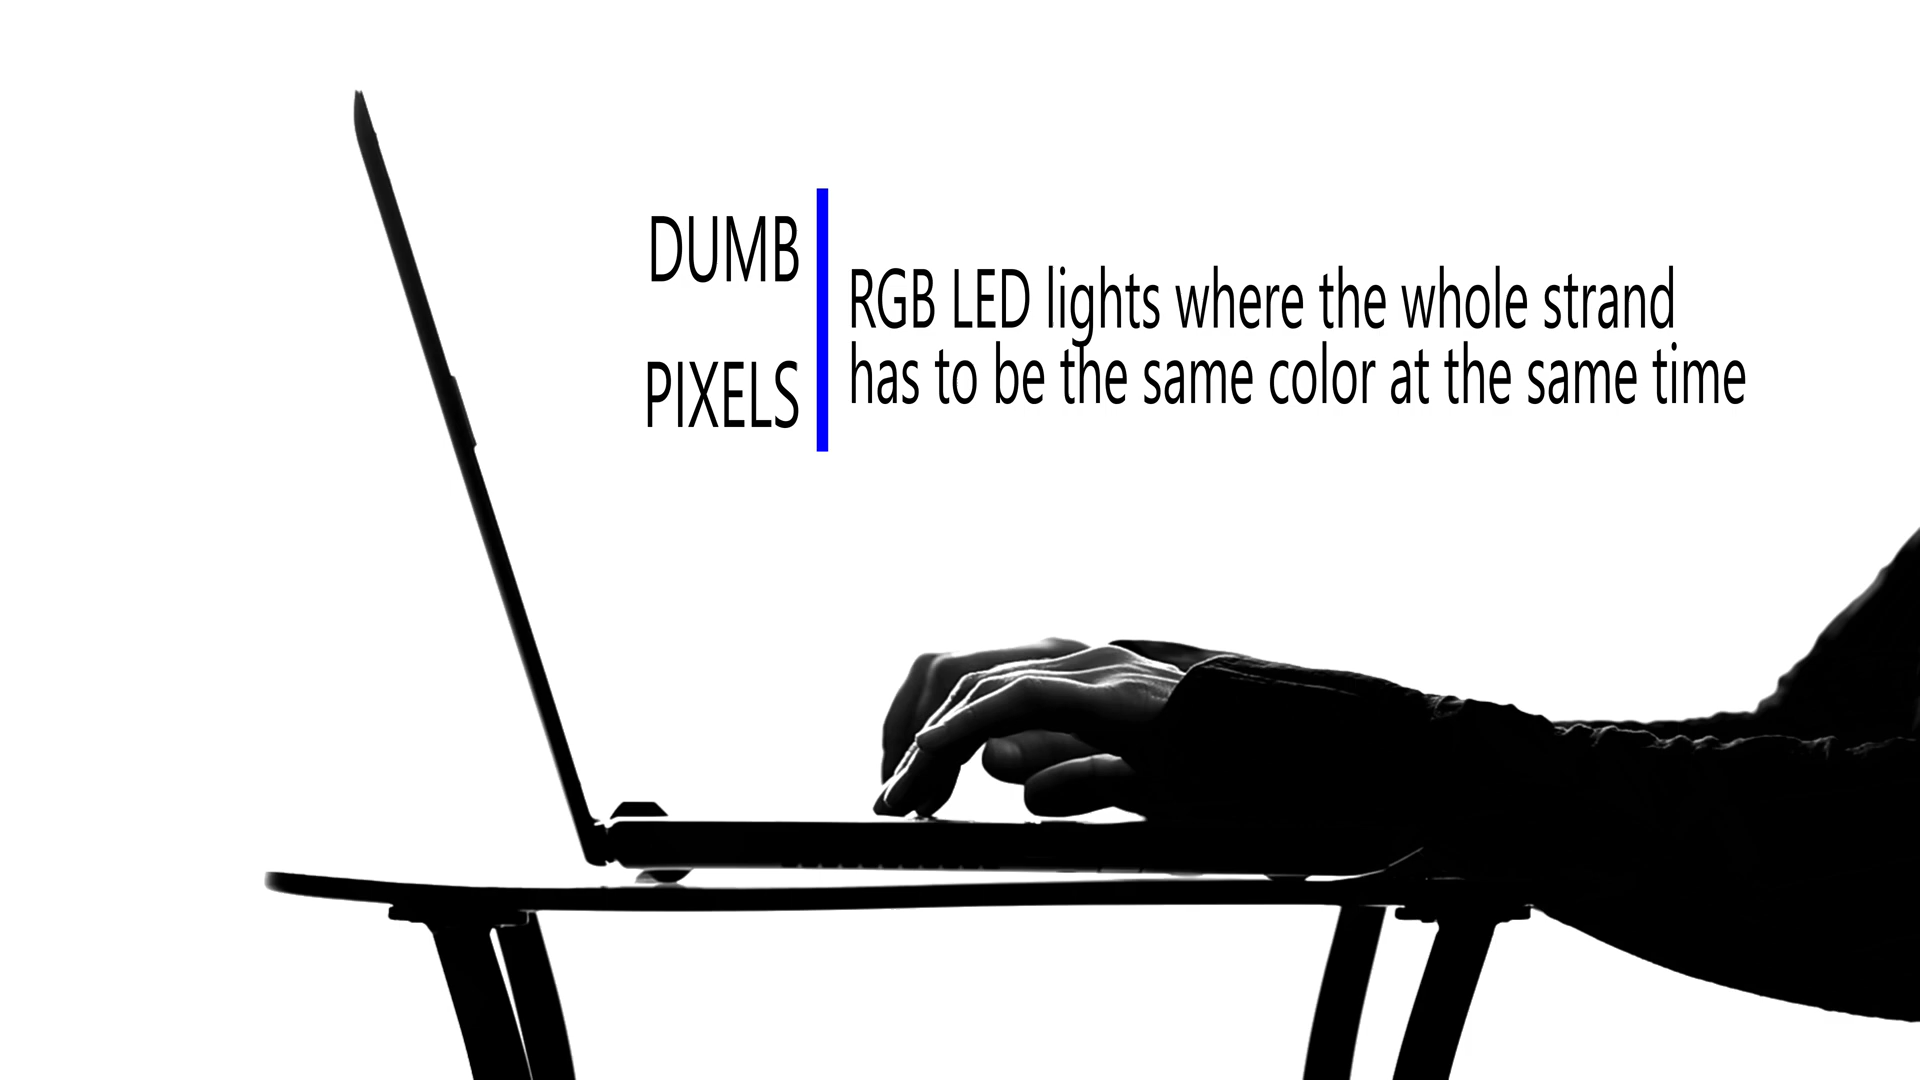 DUMB
PIXELS
RGB LED lights where the whole strand
has to be the same color at the same time